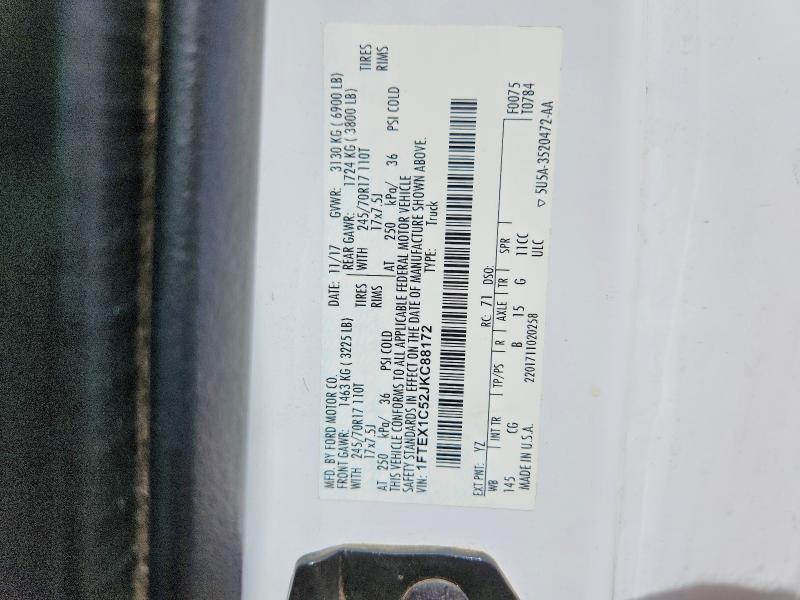 MFD. BY FORD MOTOR CO.
DATE: 11/17 GVWR: 3130 KG ( 6900 LB)
FRONT GAWR: 1463 KG ( 3225 LB) REAR GAWR: 1724 KG ( 3800 LB)
WITH 245/70R17 110T TIRES WITH 245/70R17 110T TIRES
17x7.5J RIMS 17x7.5J RIMS
AT 250 kPa/ 36 PSI COLD AT 250 kPa/ 36 PSI COLD
THIS VEHICLE CONFORMS TO ALL APPLICABLE FEDERAL MOTOR VEHICLE
SAFETY STANDARDS IN EFFECT ON THE DATE OF MANUFACTURE SHOWN ABOVE.
VIN: 1FTEX1C52JKC88172 TYPE: Truck
EXT PNT: YZ RC: 71 DSO: F0075
T0784
WB INT TR TP/PS R AXLE TR SPR
145 CG B 15 G 11CC
MADE IN U.S.A. 2201711020258 ULC
▽ 5U5A-3520472-AA